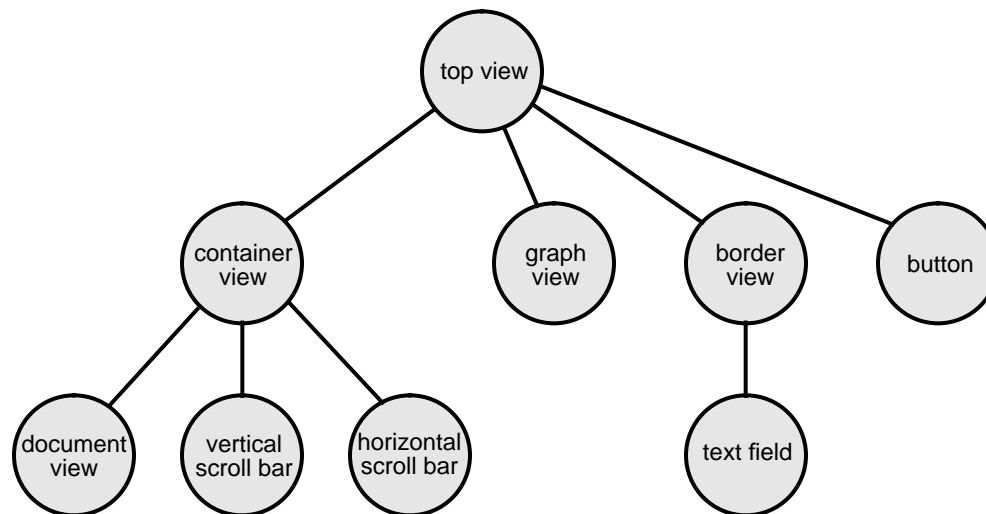 top view
container
view
graph
view
border
view
button
document
view
vertical
scroll bar
horizontal
scroll bar
text field